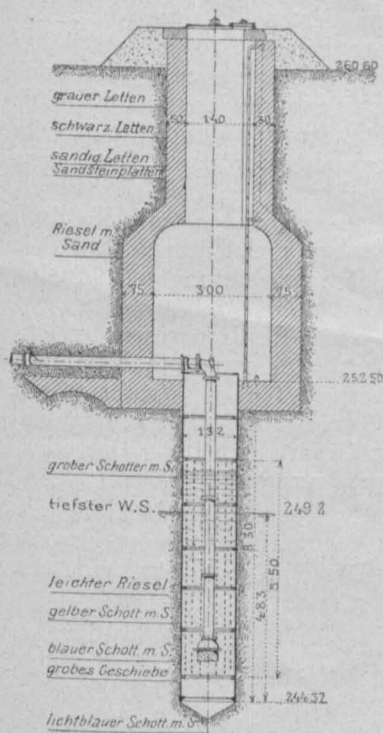 260.60
grauer Letten
50 140 30
schwarz. Letten
sandig Letten
Sandsteinplatten
Riesel m.
Sand
75 300 75
252.50
132
grober Schotter m. S.
tiefster W.S. 249.2
8.30
5.50
4.83
leichter Riesel
gelber Schott m. S.
blauer Schott. m. S.
grobes Geschiebe
244.32
lichtblauer Schott. m. S.